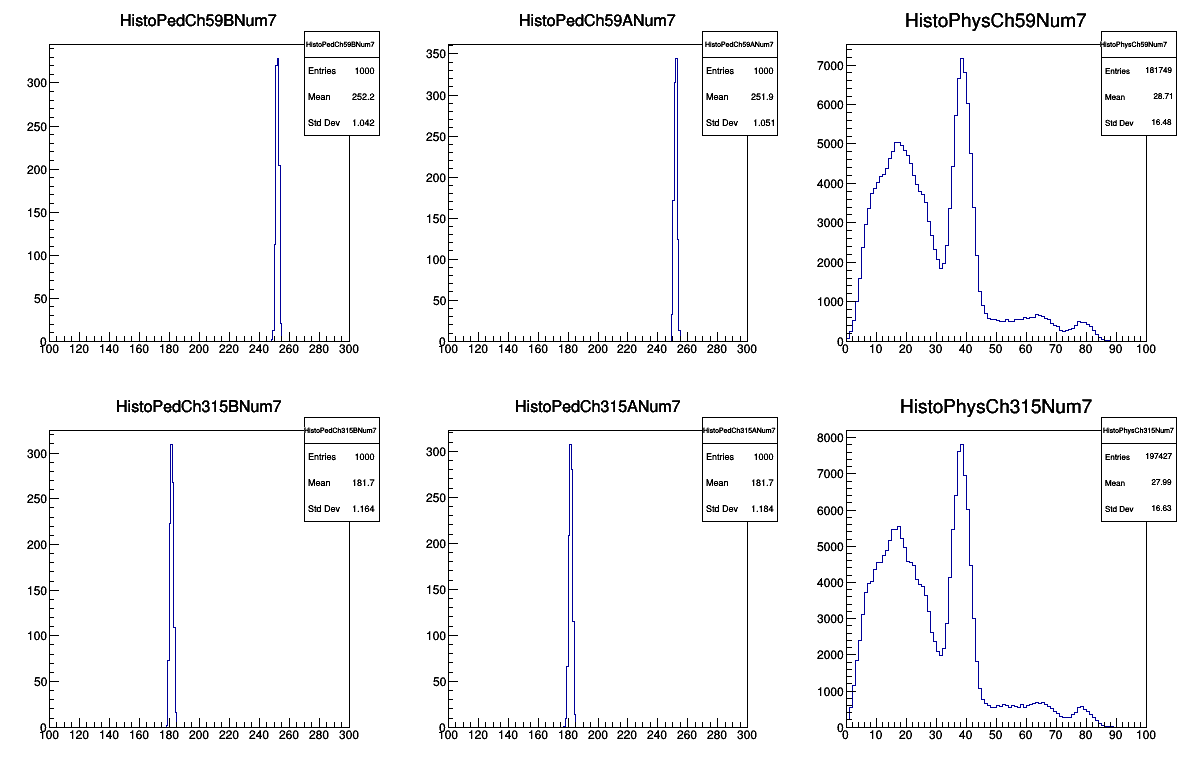 HistoPedCh59BNum7
HistoPedCh59BNum7
Entries 1000
Mean 252.2
Std Dev 1.042
300
250
200
150
100
50
0
100 120 140 160 180 200 220 240 260 280 300
HistoPedCh59ANum7
HistoPedCh59ANum7
Entries 1000
Mean 251.9
Std Dev 1.051
350
300
250
200
150
100
50
0
100 120 140 160 180 200 220 240 260 280 300
HistoPhysCh59Num7
HistoPhysCh59Num7
Entries 181749
Mean 28.71
Std Dev 16.48
7000
6000
5000
4000
3000
2000
1000
0
0 10 20 30 40 50 60 70 80 90 100
HistoPedCh315BNum7
HistoPedCh315BNum7
Entries 1000
Mean 181.7
Std Dev 1.164
300
250
200
150
100
50
0
100 120 140 160 180 200 220 240 260 280 300
HistoPedCh315ANum7
HistoPedCh315ANum7
Entries 1000
Mean 181.7
Std Dev 1.184
300
250
200
150
100
50
0
100 120 140 160 180 200 220 240 260 280 300
HistoPhysCh315Num7
HistoPhysCh315Num7
Entries 197427
Mean 27.99
Std Dev 16.63
8000
7000
6000
5000
4000
3000
2000
1000
0
0 10 20 30 40 50 60 70 80 90 100